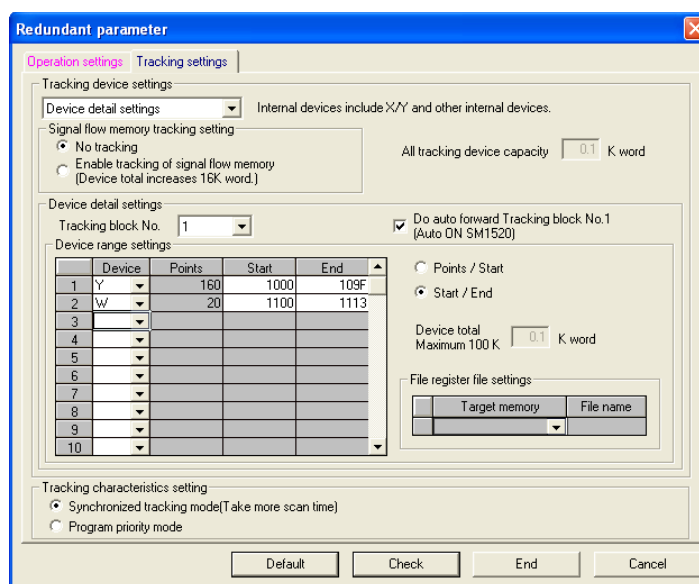 Redundant parameter
Operation settings Tracking settings
Tracking device settings
Device detail settings Internal devices include X/Y and other internal devices.
Signal flow memory tracking setting
No tracking
Enable tracking of signal flow memory
(Device total increases 16K word.)
All tracking device capacity 0.1 K word
Device detail settings
Tracking block No. 1
Do auto forward Tracking block No.1
(Auto ON SM1520)
Device range settings
Device Points Start End
1 Y 160 1000 109F
2 W 20 1100 1113
3
4
5
6
7
8
9
10
Points / Start
Start / End
Device total
Maximum 100 K 0.1 K word
File register file settings
Target memory File name
Tracking characteristics setting
Synchronized tracking mode(Take more scan time)
Program priority mode
Default Check End Cancel